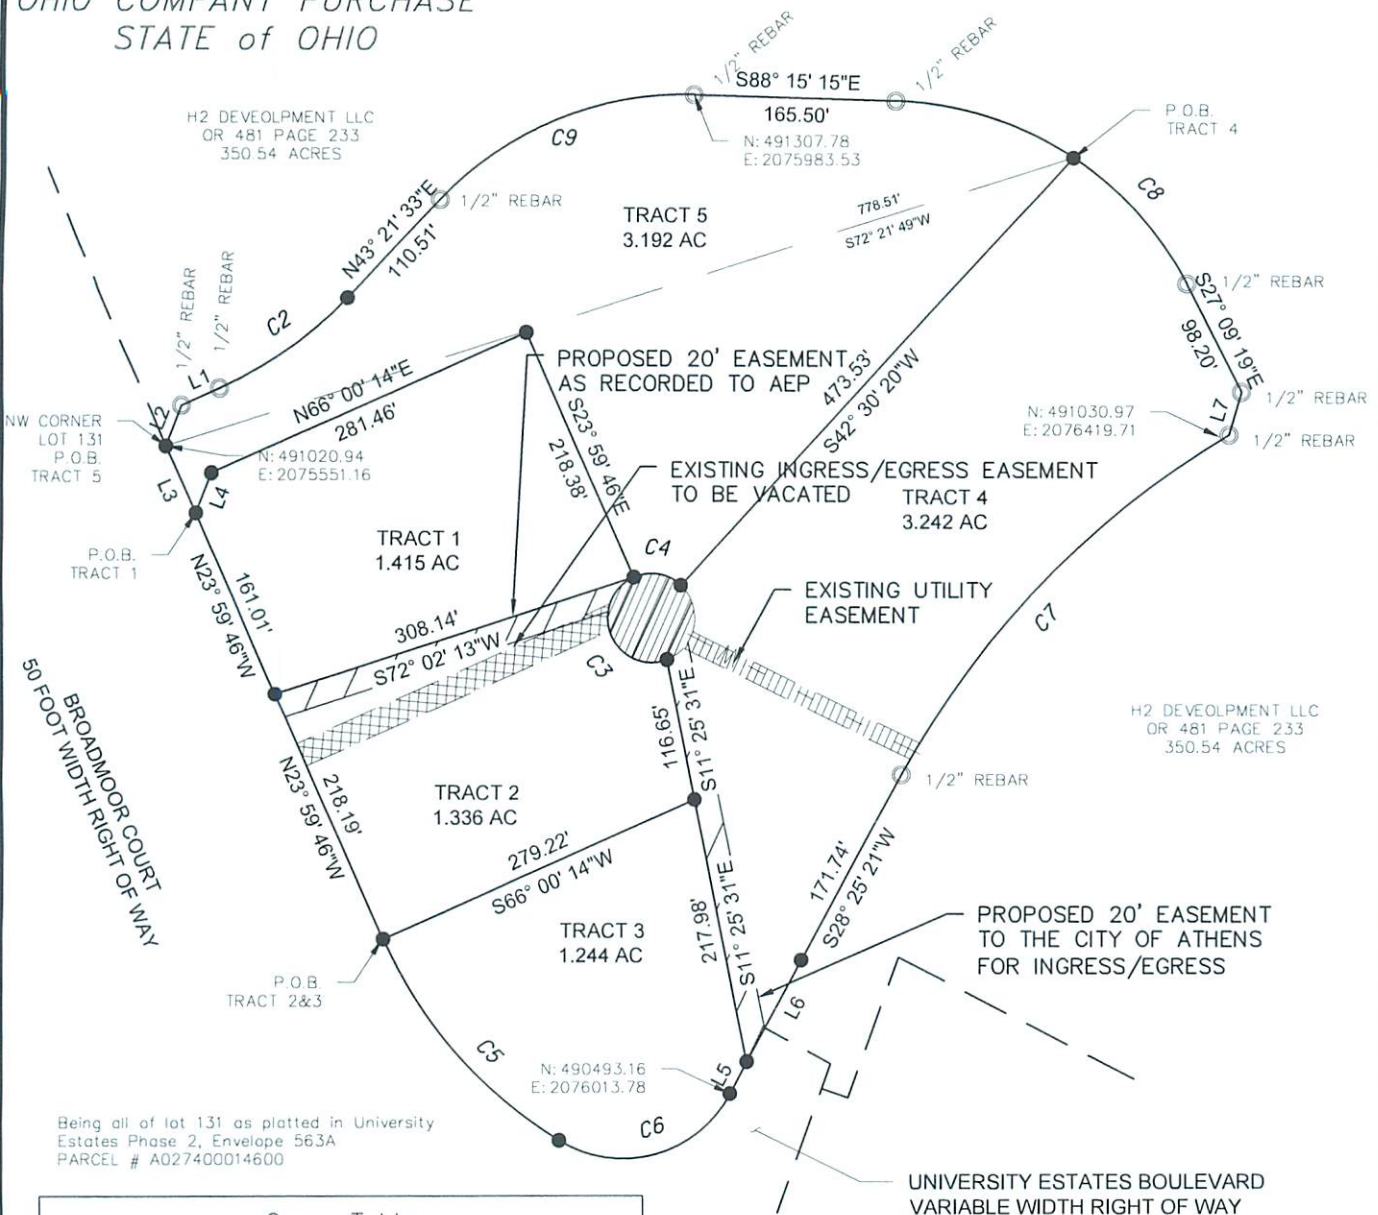 OHIO COMPANY PURCHASE
STATE of OHIO
H2 DEVEOLPMENT LLC
OR 481 PAGE 233
350.54 ACRES
1/2" REBAR
S88° 15' 15"E
165.50'
1/2" REBAR
N: 491307.78
E: 2075983.53
P.O.B.
TRACT 4
C9
C8
N43° 21' 33"E
110.51'
1/2" REBAR
TRACT 5
3.192 AC
778.51'
S72° 21' 49"W
1/2" REBAR
1/2" REBAR
C2
L1
L2
1/2" REBAR
S27° 09' 19"E
98.20'
1/2" REBAR
L7
N: 491030.97
E: 2076419.71
1/2" REBAR
NW CORNER
LOT 131
P.O.B.
TRACT 5
N66° 00' 14"E
281.46'
N: 491020.94
E: 2075551.16
L3
L4
PROPOSED 20' EASEMENT
AS RECORDED TO AEP
S23° 59' 46"E
218.38'
473.53'
S42° 30' 20"W
EXISTING INGRESS/EGRESS EASEMENT
TO BE VACATED
TRACT 4
3.242 AC
P.O.B.
TRACT 1
TRACT 1
1.415 AC
161.01'
N23° 59' 46"W
C4
EXISTING UTILITY
EASEMENT
C7
308.14'
S72° 02' 13"W
C3
BROADMOOR COURT
50 FOOT WIDTH RIGHT OF WAY
218.19'
N23° 59' 46"W
116.65'
S11° 25' 31"E
H2 DEVEOLPMENT LLC
OR 481 PAGE 233
350.54 ACRES
1/2" REBAR
TRACT 2
1.336 AC
279.22'
S66° 00' 14"W
171.74'
S28° 25' 21"W
TRACT 3
1.244 AC
217.98'
S11° 25' 31"E
PROPOSED 20' EASEMENT
TO THE CITY OF ATHENS
FOR INGRESS/EGRESS
P.O.B.
TRACT 2&3
L6
C5
N: 490493.16
E: 2076013.78
L5
C6
Being all of lot 131 as platted in University
Estates Phase 2, Envelope 563A
PARCEL # A027400014600
UNIVERSITY ESTATES BOULEVARD
VARIABLE WIDTH RIGHT OF WAY